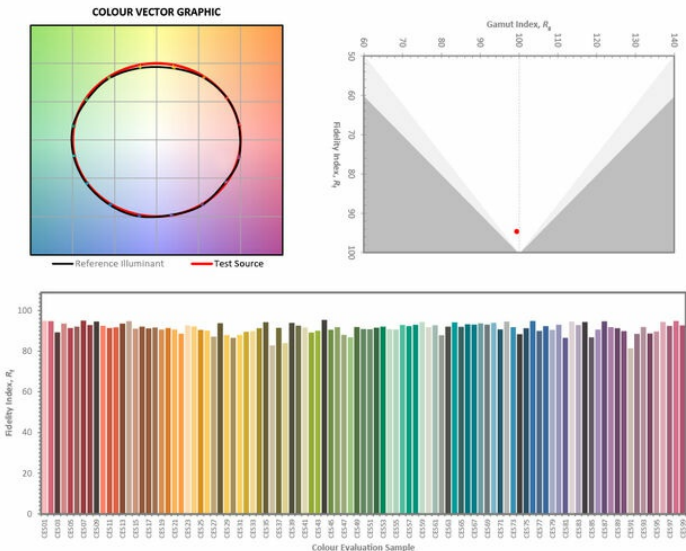 COLOUR VECTOR GRAPHIC
Reference Illuminant
Test Source
Gamut Index, Rg
60
70
80
90
100
110
120
130
140
Fidelity Index, Rf
50
60
70
80
90
100
Fidelity Index, Rf
100
80
60
40
20
0
CES01
CES03
CES05
CES07
CES09
CES11
CES13
CES15
CES17
CES19
CES21
CES23
CES25
CES27
CES29
CES31
CES33
CES35
CES37
CES39
CES41
CES43
CES45
CES47
CES49
CES51
CES53
CES55
CES57
CES59
CES61
CES63
CES65
CES67
CES69
CES71
CES73
CES75
CES77
CES79
CES81
CES83
CES85
CES87
CES89
CES91
CES93
CES95
CES97
CES99
Colour Evaluation Sample